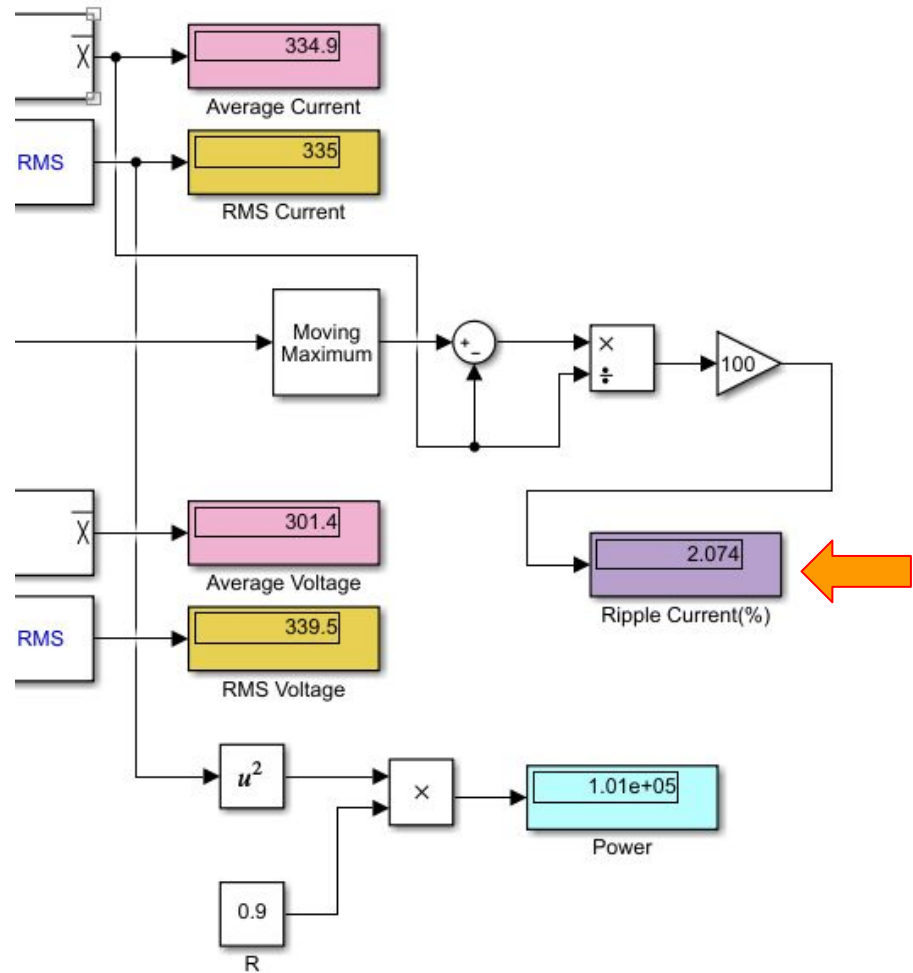 X
334.9
Average Current
RMS
335
RMS Current
Moving
Maximum
+
−
×
÷
100
X
301.4
Average Voltage
2.074
Ripple Current(%)
RMS
339.5
RMS Voltage
u²
×
1.01e+05
Power
0.9
R